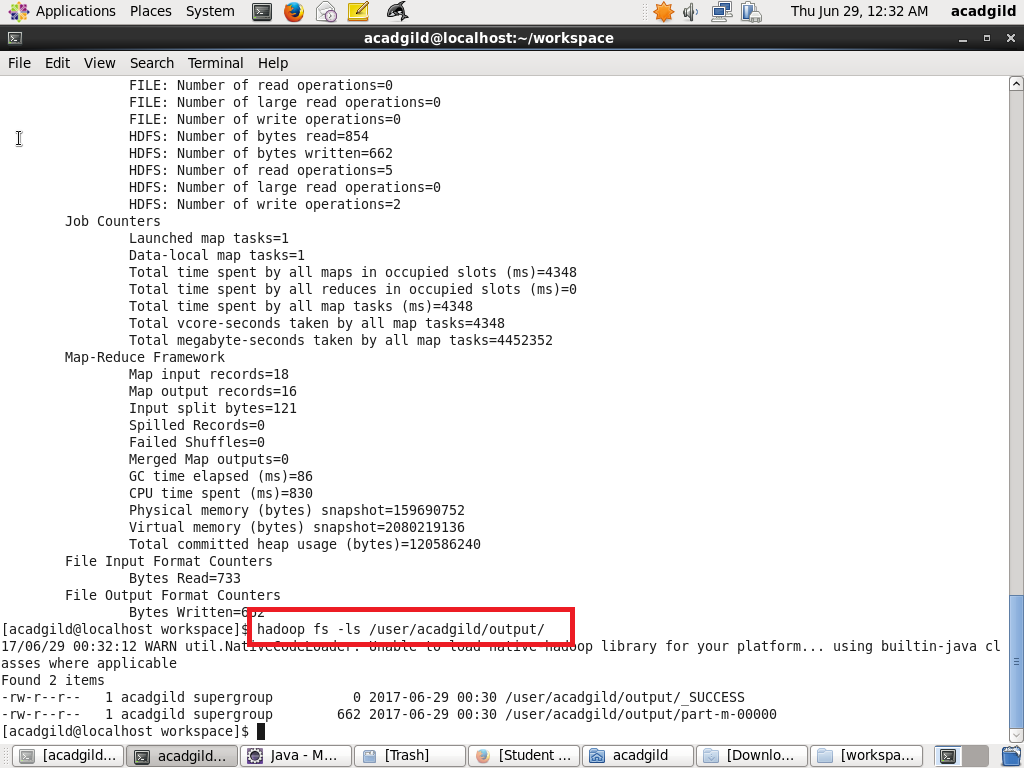 Applications Places System Thu Jun 29, 12:32 AM acadgild
acadgild@localhost:~/workspace
File Edit View Search Terminal Help
FILE: Number of read operations=0
FILE: Number of large read operations=0
FILE: Number of write operations=0
HDFS: Number of bytes read=854
HDFS: Number of bytes written=662
HDFS: Number of read operations=5
HDFS: Number of large read operations=0
HDFS: Number of write operations=2
Job Counters
Launched map tasks=1
Data-local map tasks=1
Total time spent by all maps in occupied slots (ms)=4348
Total time spent by all reduces in occupied slots (ms)=0
Total time spent by all map tasks (ms)=4348
Total vcore-seconds taken by all map tasks=4348
Total megabyte-seconds taken by all map tasks=4452352
Map-Reduce Framework
Map input records=18
Map output records=16
Input split bytes=121
Spilled Records=0
Failed Shuffles=0
Merged Map outputs=0
GC time elapsed (ms)=86
CPU time spent (ms)=830
Physical memory (bytes) snapshot=159690752
Virtual memory (bytes) snapshot=2080219136
Total committed heap usage (bytes)=120586240
File Input Format Counters
Bytes Read=733
File Output Format Counters
Bytes Written=662
[acadgild@localhost workspace]$ hadoop fs -ls /user/acadgild/output/
17/06/29 00:32:12 WARN util.NativeCodeLoader: Unable to load native-hadoop library for your platform... using builtin-java cl
asses where applicable
Found 2 items
-rw-r--r--   1 acadgild supergroup          0 2017-06-29 00:30 /user/acadgild/output/_SUCCESS
-rw-r--r--   1 acadgild supergroup        662 2017-06-29 00:30 /user/acadgild/output/part-m-00000
[acadgild@localhost workspace]$
[acadgild... acadgild... Java - M... [Trash] [Student ... acadgild [Downlo... [workspa...